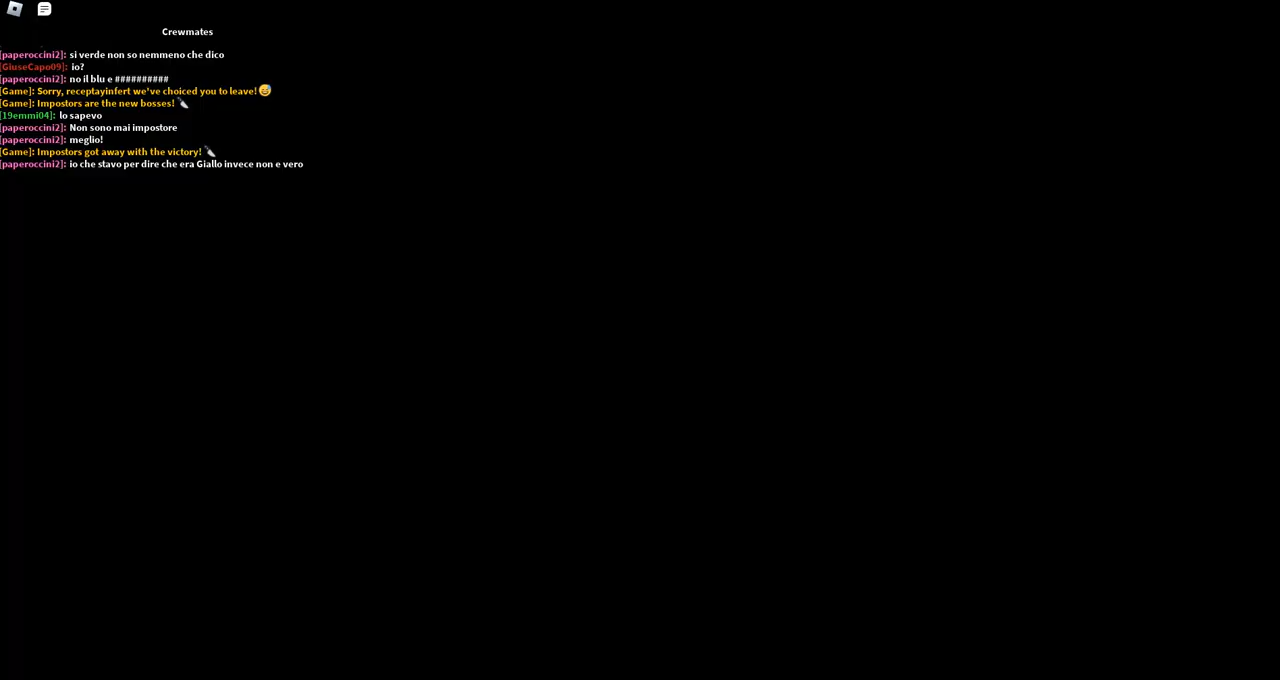 Crewmates
[paperoccini2]: si verde non so nemmeno che dico
[GiuseCapo09]: io?
[paperoccini2]: no il blu e ##########
[Game]: Sorry, receptayinfert we've choiced you to leave!😅
[Game]: Impostors are the new bosses! 🔪
[19emmi04]: lo sapevo
[paperoccini2]: Non sono mai impostore
[paperoccini2]: meglio!
[Game]: Impostors got away with the victory! 🔪
[paperoccini2]: io che stavo per dire che era Giallo invece non e vero